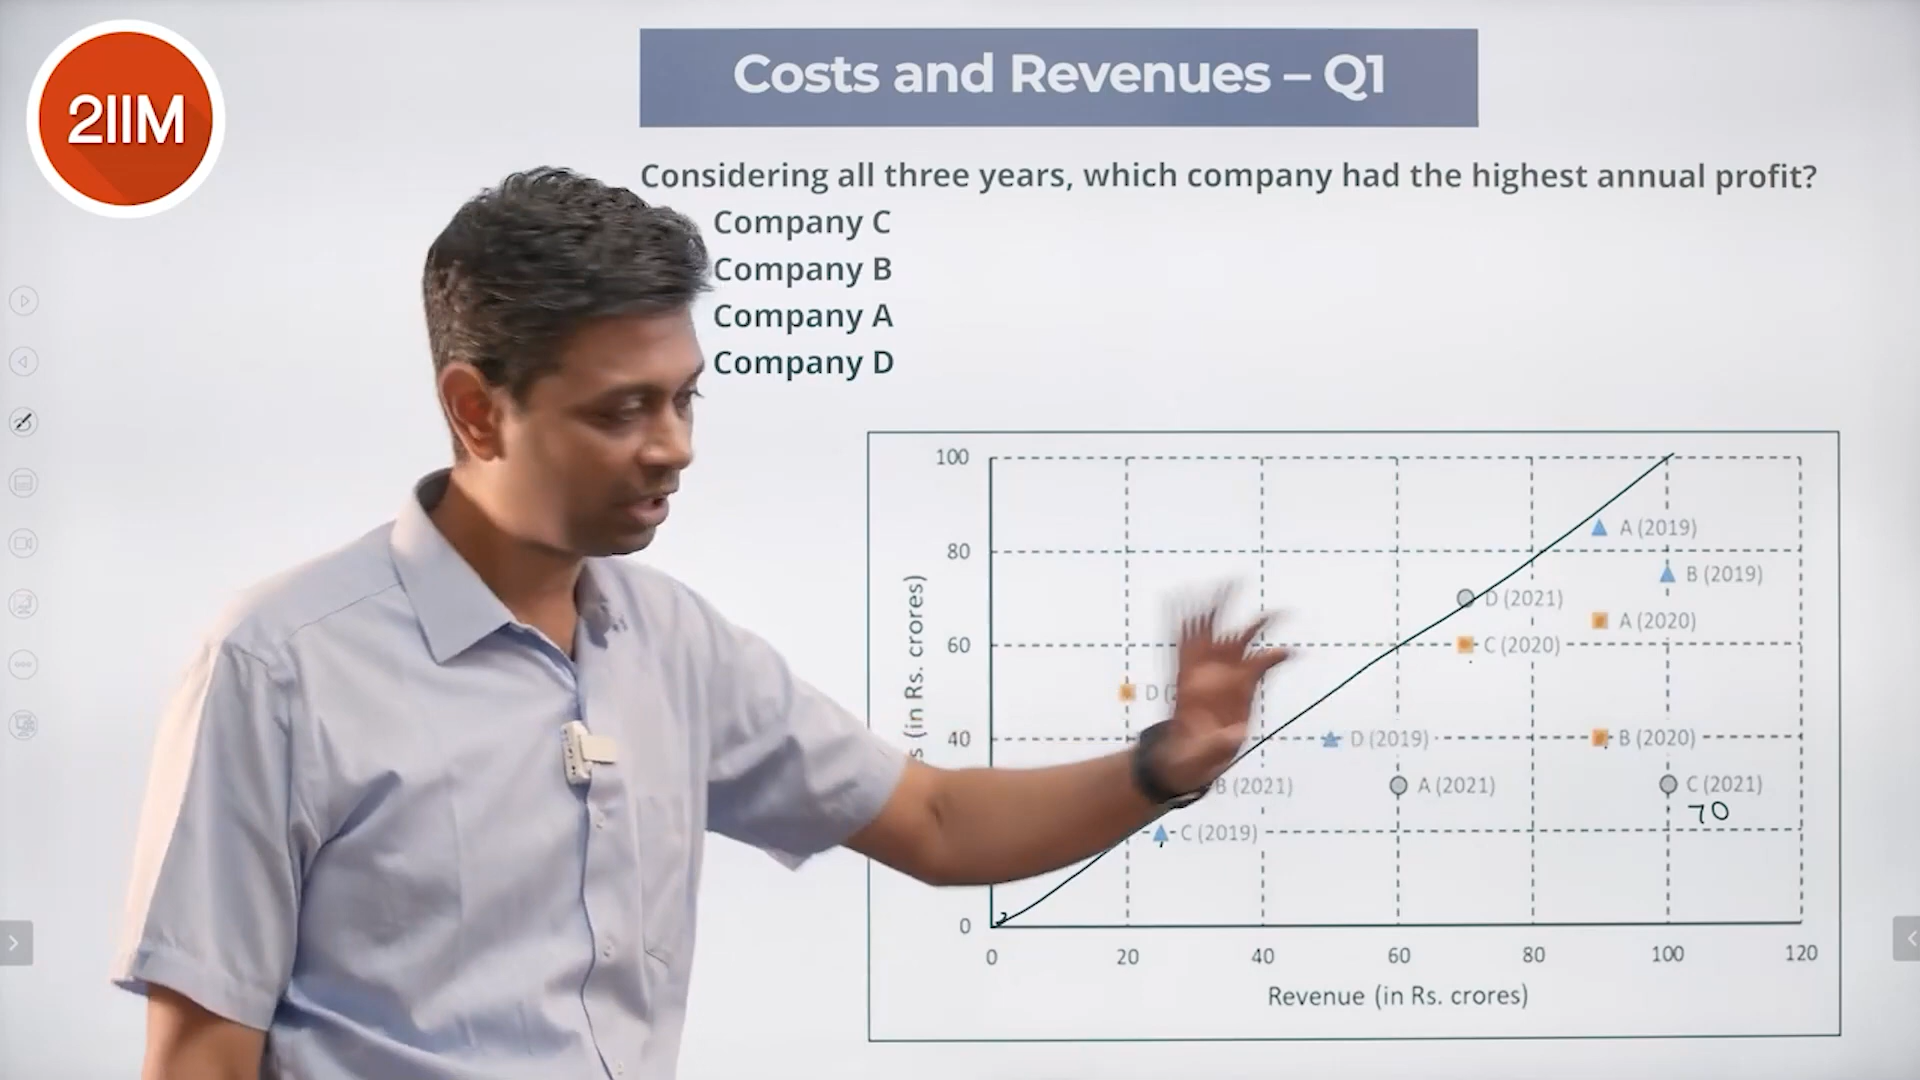 2IIM
Costs and Revenues – Q1
Considering all three years, which company had the highest annual profit?
Company C
Company B
Company A
Company D
100
A (2019)
80
B (2019)
D (2021)
A (2020)
60
C (2020)
D
(in Rs. crores)
40
D (2019)
B (2020)
B (2021)
A (2021)
C (2021)
70
C (2019)
0
0 20 40 60 80 100 120
Revenue (in Rs. crores)